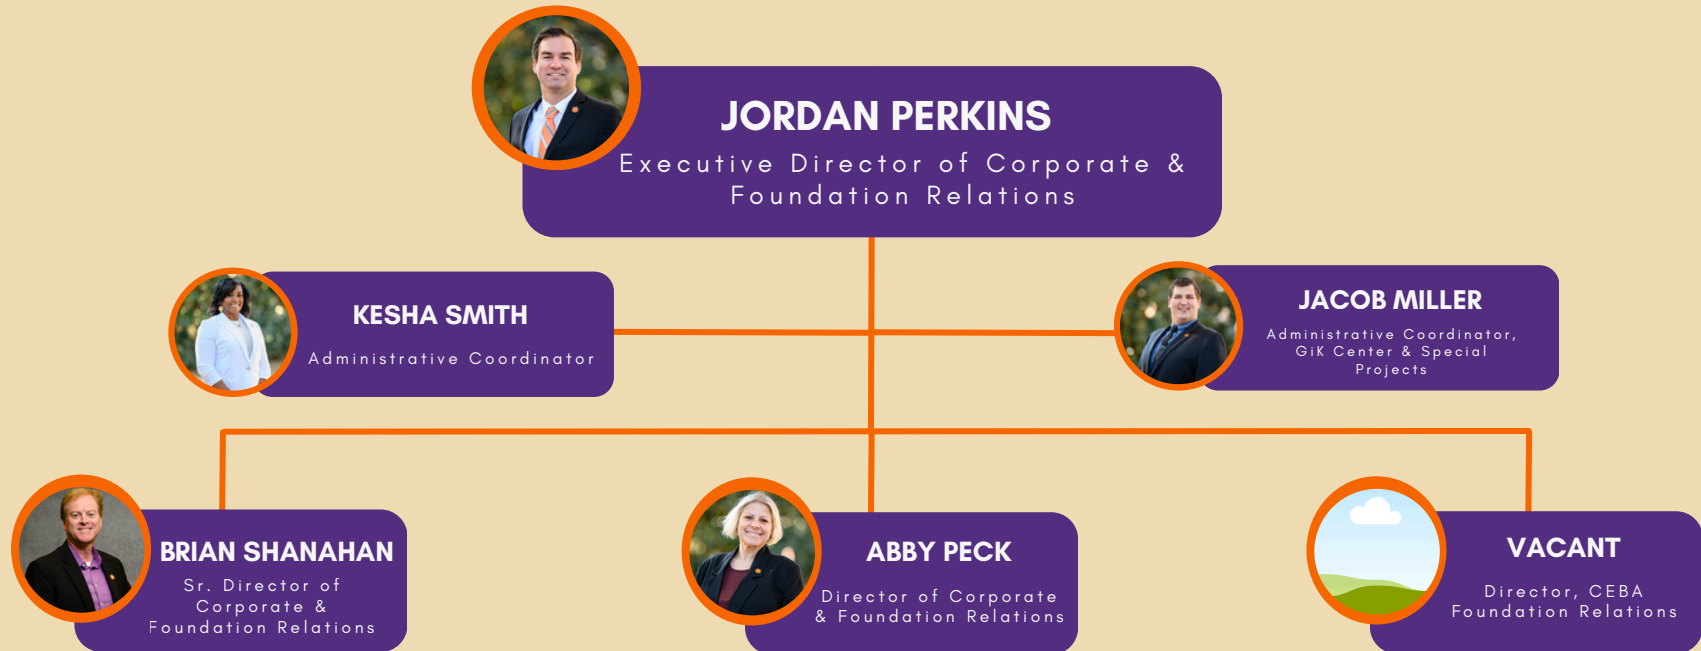 JORDAN PERKINS
Executive Director of Corporate &
Foundation Relations
KESHA SMITH
Administrative Coordinator
JACOB MILLER
Administrative Coordinator,
GiK Center & Special
Projects
BRIAN SHANAHAN
Sr. Director of
Corporate &
Foundation Relations
ABBY PECK
Director of Corporate
& Foundation Relations
VACANT
Director, CEBA
Foundation Relations